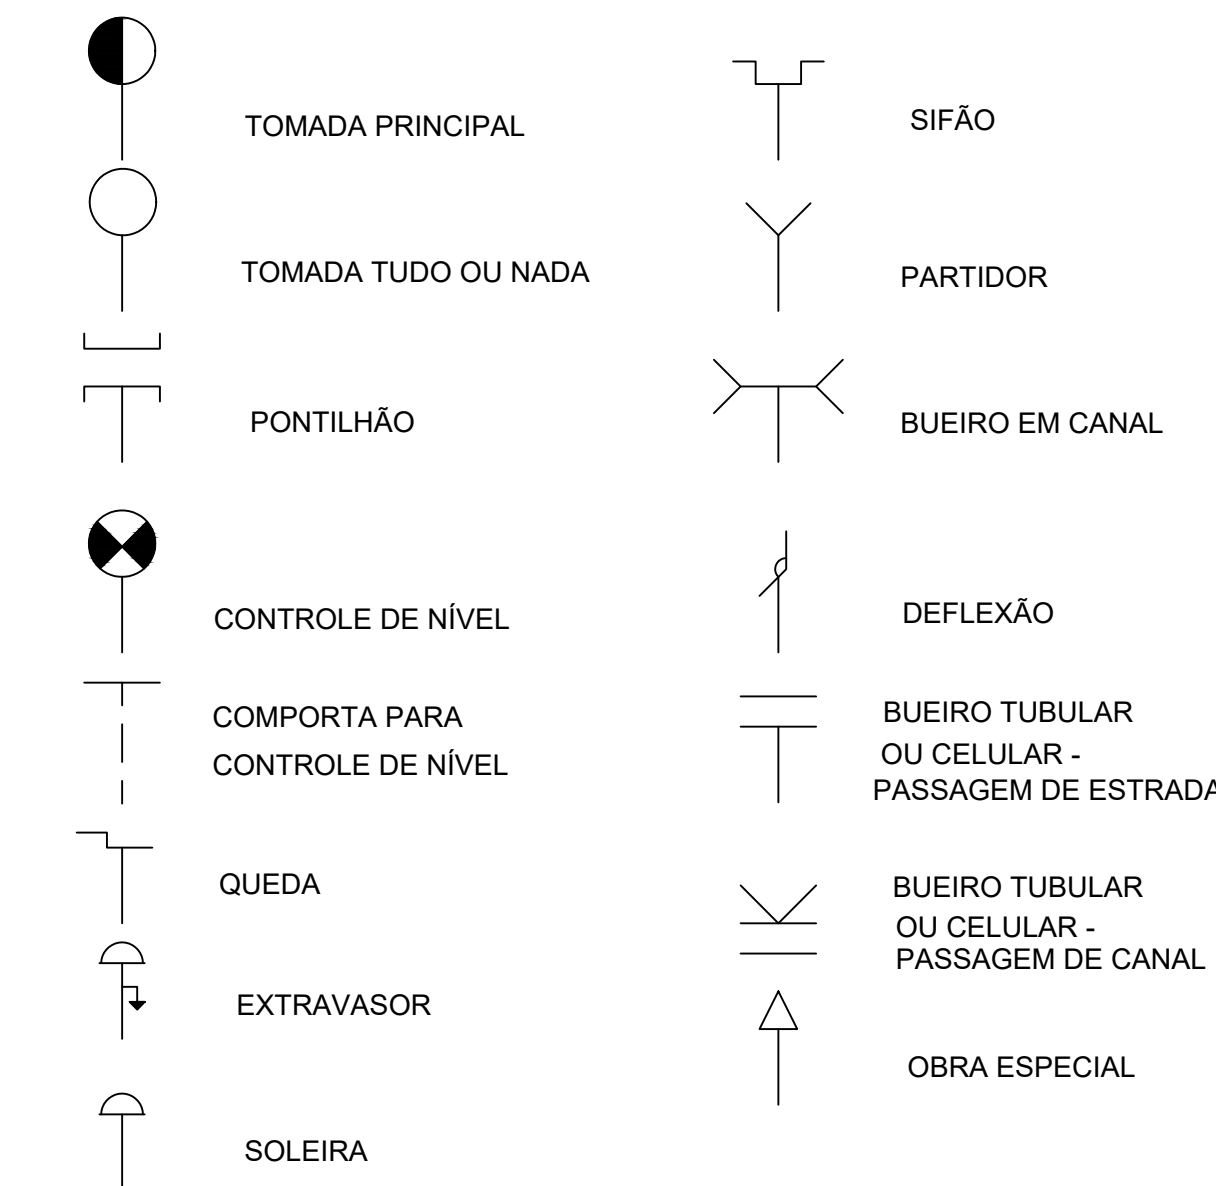 TOMADA PRINCIPAL
TOMADA TUDO OU NADA
PONTILHÃO
CONTROLE DE NÍVEL
COMPORTA PARA
CONTROLE DE NÍVEL
QUEDA
EXTRAVASOR
SOLEIRA
SIFÃO
PARTIDOR
BUEIRO EM CANAL
DEFLEXÃO
BUEIRO TUBULAR
OU CELULAR -
PASSAGEM DE ESTRADA
BUEIRO TUBULAR
OU CELULAR -
PASSAGEM DE CANAL
OBRA ESPECIAL